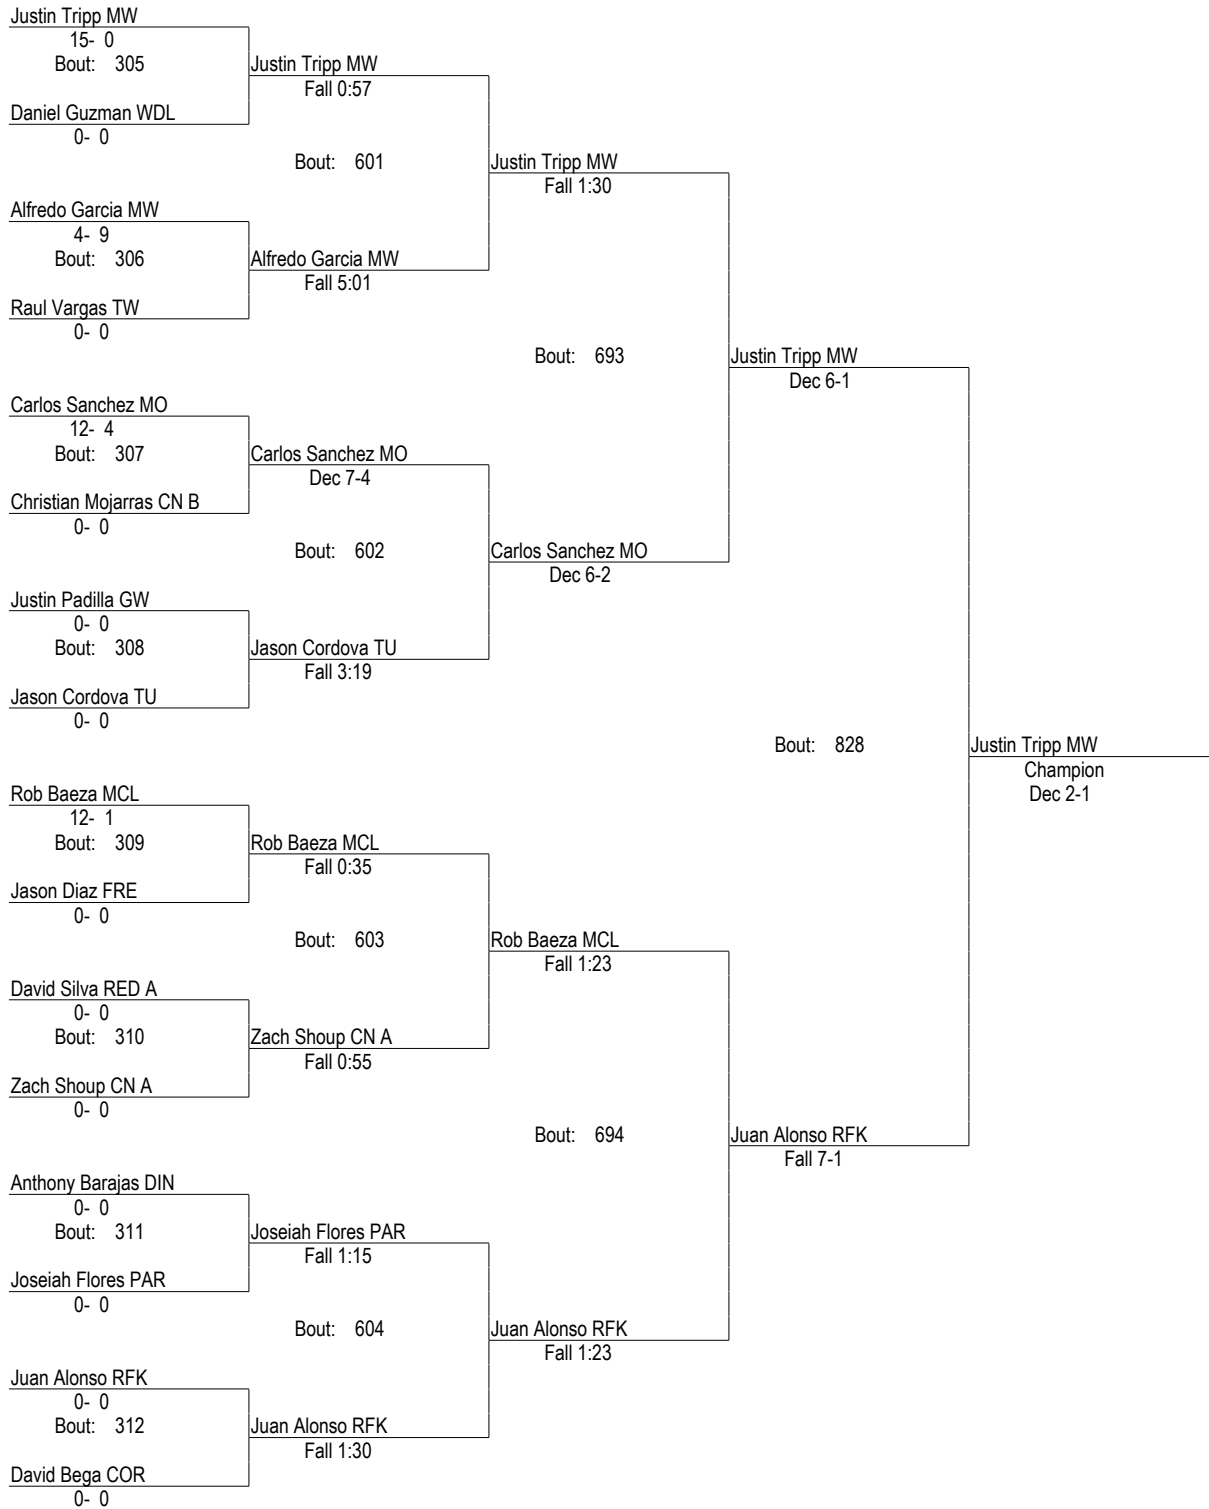 Justin Tripp MW
15- 0
Bout: 305
Justin Tripp MW
Fall 0:57
Daniel Guzman WDL
0- 0
Bout: 601
Justin Tripp MW
Fall 1:30
Alfredo Garcia MW
4- 9
Bout: 306
Alfredo Garcia MW
Fall 5:01
Raul Vargas TW
0- 0
Bout: 693
Justin Tripp MW
Dec 6-1
Carlos Sanchez MO
12- 4
Bout: 307
Carlos Sanchez MO
Dec 7-4
Christian Mojarras CN B
0- 0
Bout: 602
Carlos Sanchez MO
Dec 6-2
Justin Padilla GW
0- 0
Bout: 308
Jason Cordova TU
Fall 3:19
Jason Cordova TU
0- 0
Bout: 828
Justin Tripp MW
Champion
Dec 2-1
Rob Baeza MCL
12- 1
Bout: 309
Rob Baeza MCL
Fall 0:35
Jason Diaz FRE
0- 0
Bout: 603
Rob Baeza MCL
Fall 1:23
David Silva RED A
0- 0
Bout: 310
Zach Shoup CN A
Fall 0:55
Zach Shoup CN A
0- 0
Bout: 694
Juan Alonso RFK
Fall 7-1
Anthony Barajas DIN
0- 0
Bout: 311
Joseiah Flores PAR
Fall 1:15
Joseiah Flores PAR
0- 0
Bout: 604
Juan Alonso RFK
Fall 1:23
Juan Alonso RFK
0- 0
Bout: 312
Juan Alonso RFK
Fall 1:30
David Bega COR
0- 0